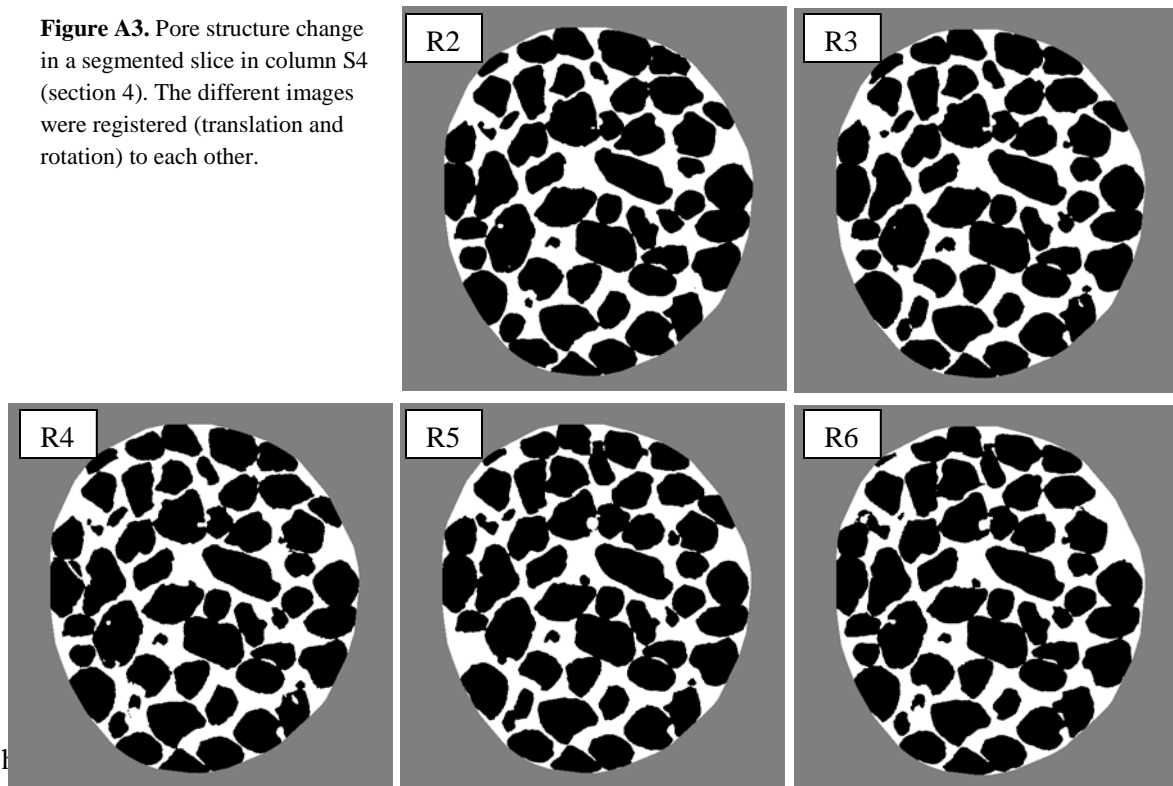 Figure A3. Pore structure change
in a segmented slice in column S4
(section 4). The different images
were registered (translation and
rotation) to each other.
R2
R3
R4
R5
R6